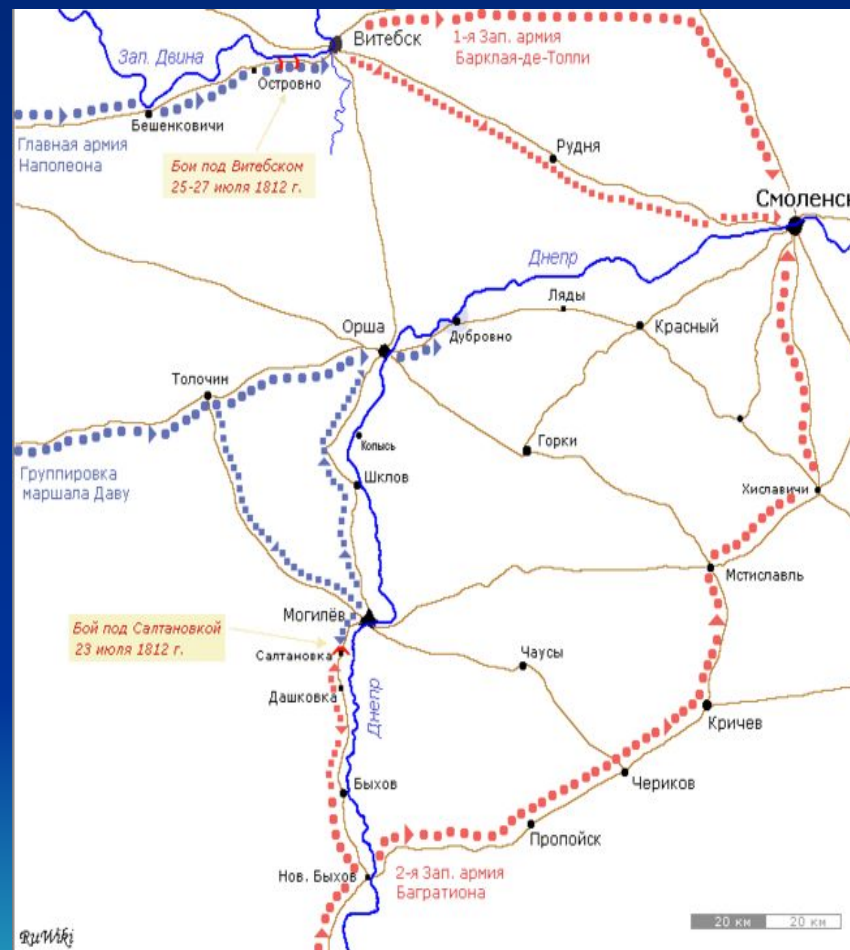 Витебск
1-я Зап. армия
Барклая-де-Толли
Зап. Двина
Островно
Бешенковичи
Главная армия
Наполеона
Бои под Витебском
25-27 июля 1812 г.
Рудня
Смоленск
Днепр
Ляды
Орша
Дубровно
Красный
Толочин
Копысь
Горки
Группировка
маршала Даву
Шклов
Хиславичи
Мстиславль
Могилёв
Бой под Салтановкой
23 июля 1812 г.
Салтановка
Чаусы
Дашковка
Днепр
Кричев
Быхов
Чериков
Пропойск
Нов. Быхов
2-я Зап. армия
Багратиона
20 км 20 км
RuWiki